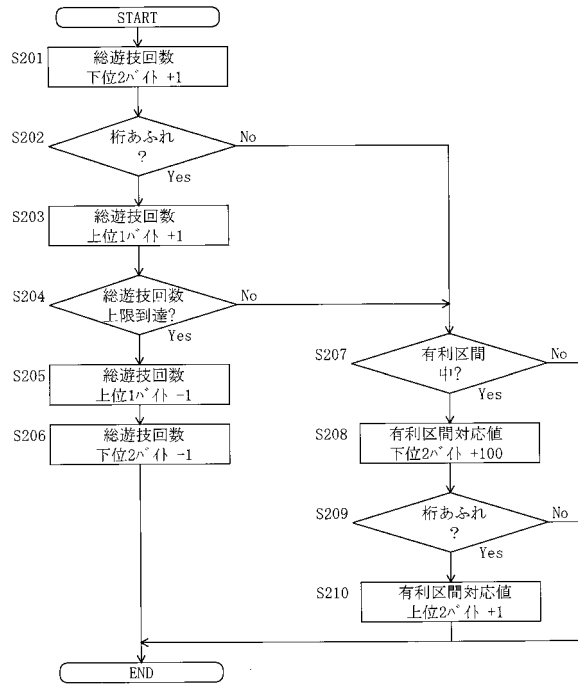 START
S201
総遊技回数
下位2ﾊﾞｲﾄ +1
S202
桁あふれ
?
No
Yes
S203
総遊技回数
上位1ﾊﾞｲﾄ +1
S204
総遊技回数
上限到達?
No
Yes
S205
総遊技回数
上位1ﾊﾞｲﾄ -1
S206
総遊技回数
下位2ﾊﾞｲﾄ -1
S207
有利区間
中?
No
Yes
S208
有利区間対応値
下位2ﾊﾞｲﾄ +100
S209
桁あふれ
?
No
Yes
S210
有利区間対応値
上位2ﾊﾞｲﾄ +1
END